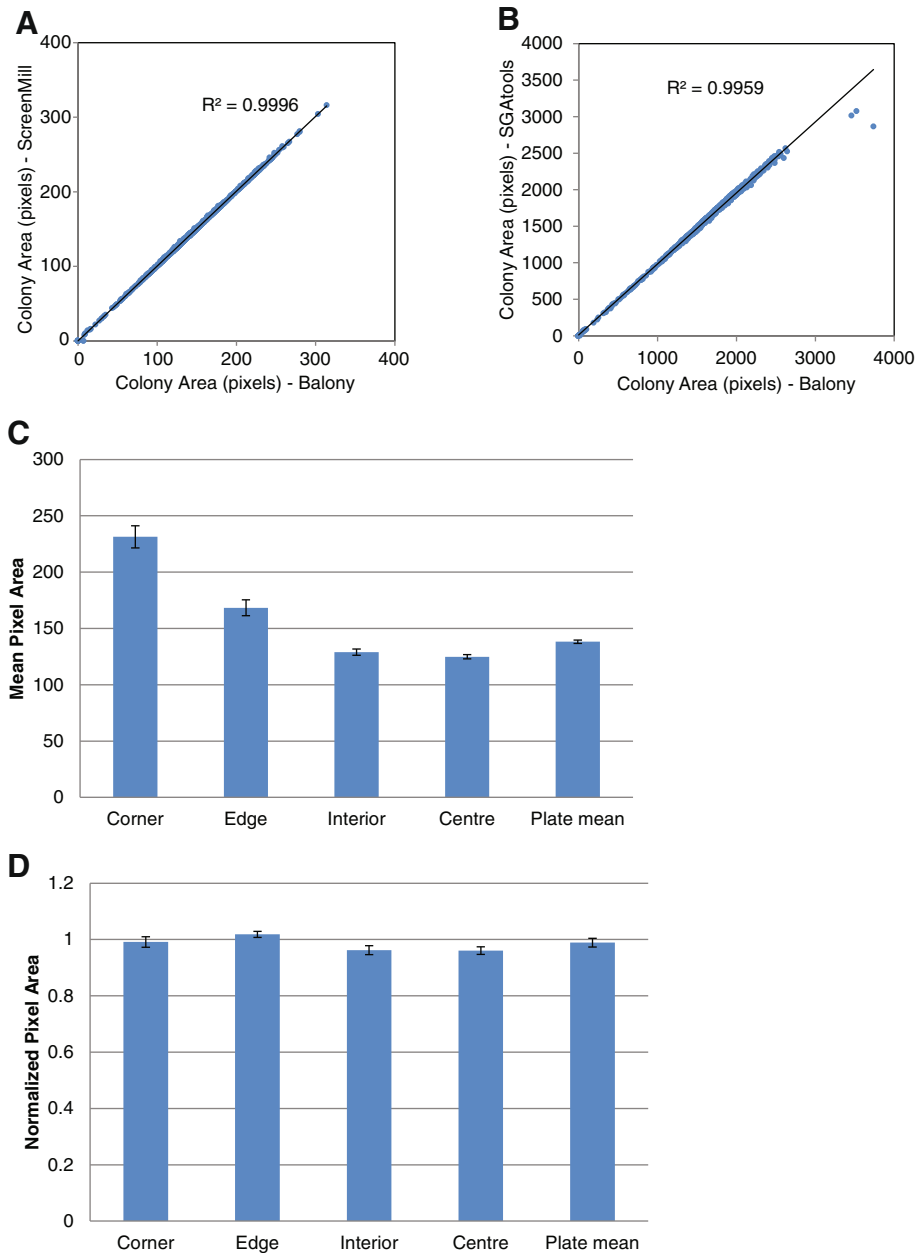 A
Colony Area (pixels) - ScreenMill
400
300
200
100
0
R² = 0.9996
0 100 200 300 400
Colony Area (pixels) - Balony
B
Colony Area (pixels) - SGAtools
4000
3500
3000
2500
2000
1500
1000
500
0
R² = 0.9959
0 1000 2000 3000 4000
Colony Area (pixels) - Balony
C
Mean Pixel Area
300
250
200
150
100
50
0
Corner Edge Interior Centre Plate mean
D
Normalized Pixel Area
1.2
1
0.8
0.6
0.4
0.2
0
Corner Edge Interior Centre Plate mean